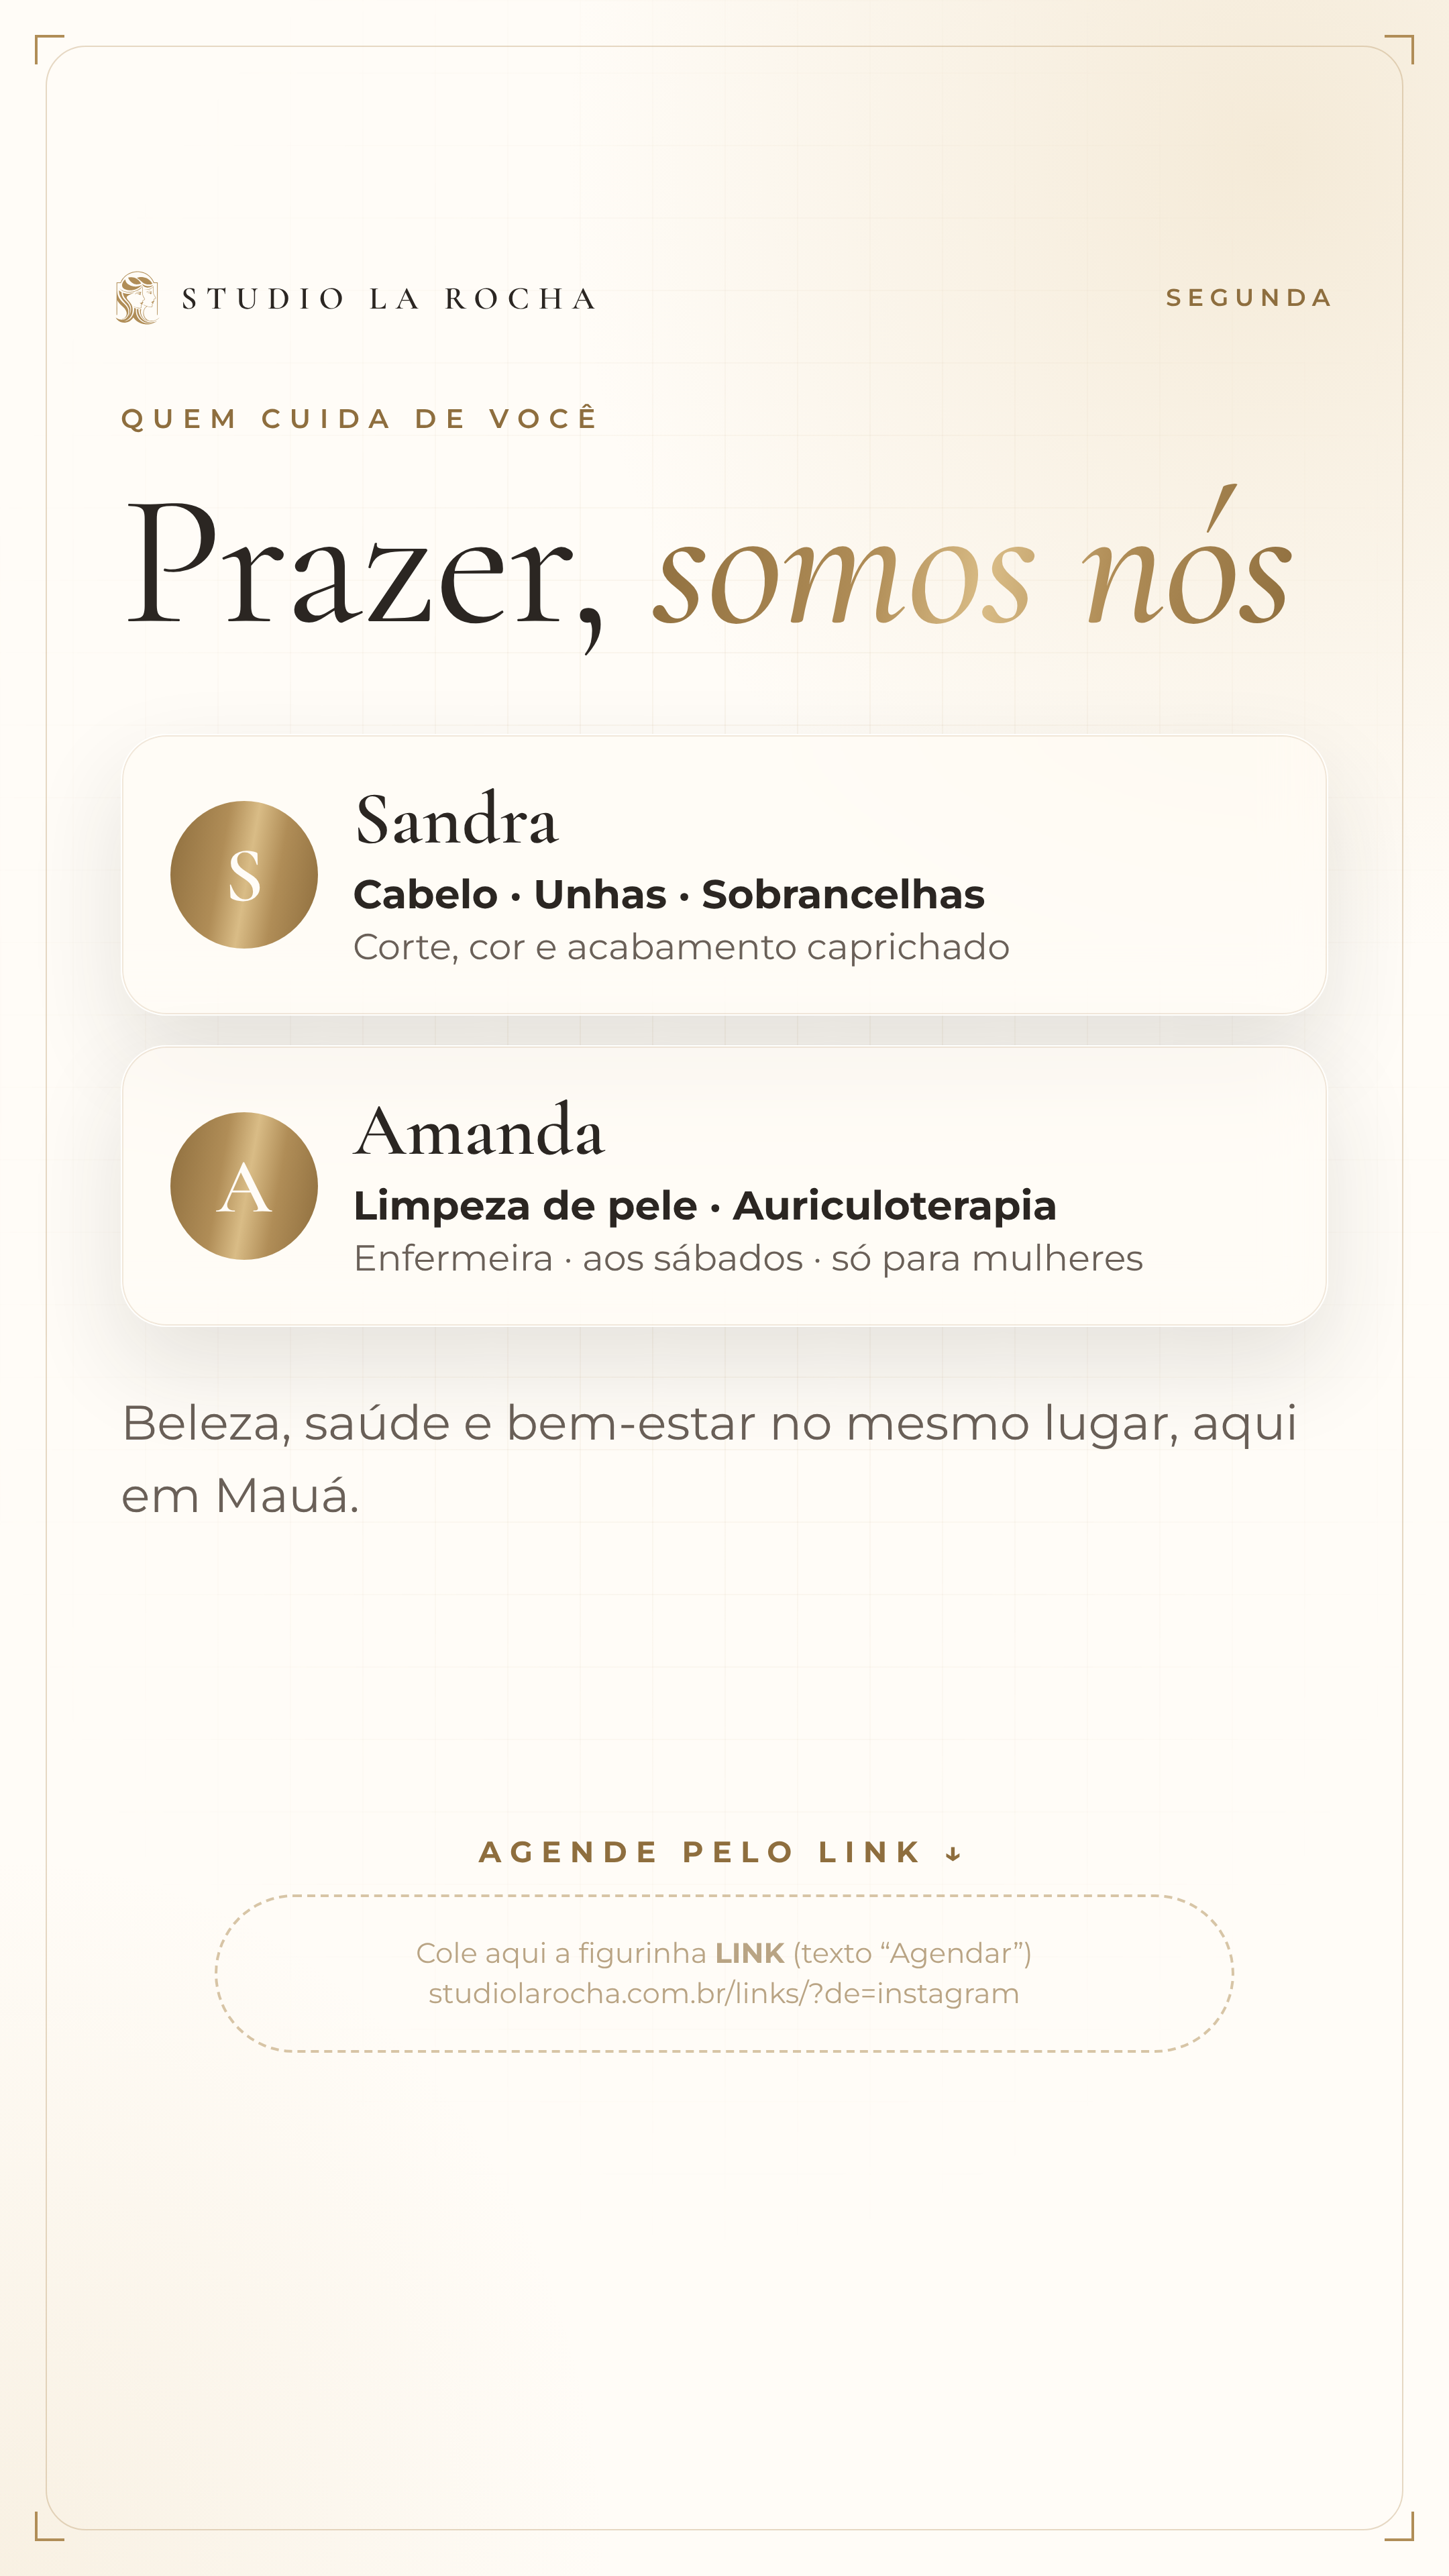 STUDIO LA ROCHA
SEGUNDA
QUEM CUIDA DE VOCÊ
Prazer, somos nós
S
Sandra
Cabelo · Unhas · Sobrancelhas
Corte, cor e acabamento caprichado
A
Amanda
Limpeza de pele · Auriculoterapia
Enfermeira · aos sábados · só para mulheres
Beleza, saúde e bem-estar no mesmo lugar, aqui
em Mauá.
AGENDE PELO LINK ↓
Cole aqui a figurinha LINK (texto “Agendar”)
studiolarocha.com.br/links/?de=instagram